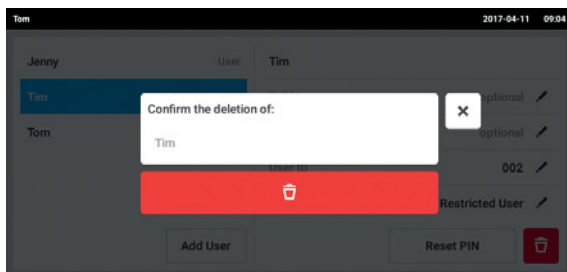 Tom 2017-04-11 09:04
Jenny User Tim
Tim
optional
Confirm the deletion of:
Tom optional
Tim
User ID 002
Restricted User
Add User Reset PIN